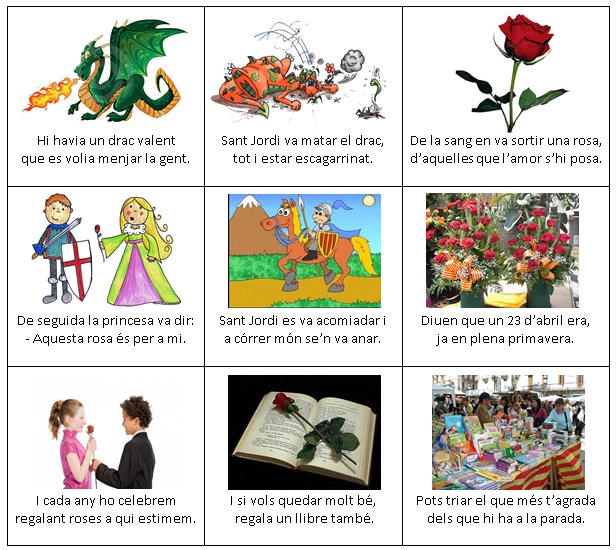 Hi havia un drac valent
que es volia menjar la gent.
Sant Jordi va matar el drac,
tot i estar escagarrinat.
De la sang en va sortir una rosa,
d'aquelles que l'amor s'hi posa.
De seguida la princesa va dir:
- Aquesta rosa és per a mi.
Sant Jordi es va acomiadar i
a córrer món se'n va anar.
Diuen que un 23 d'abril era,
ja en plena primavera.
I cada any ho celebrem
regalant roses a qui estimem.
I si vols quedar molt bé,
regala un llibre també.
Pots triar el que més t'agrada
dels que hi ha a la parada.